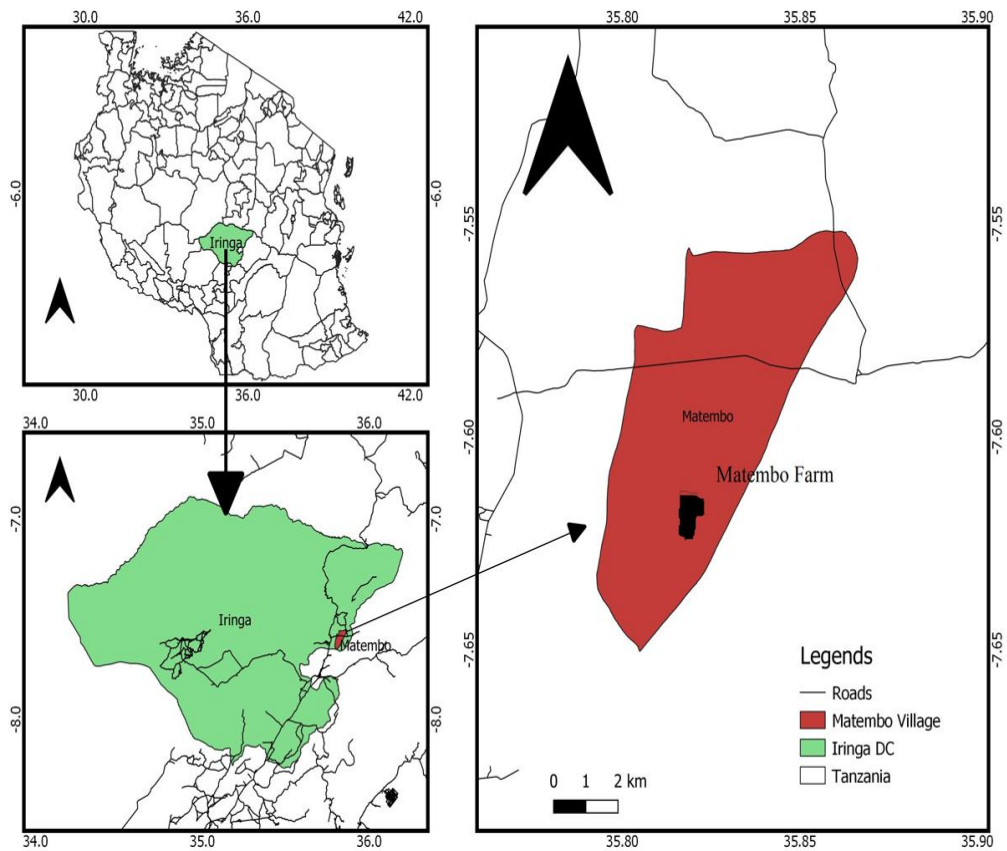 30.0 36.0 42.0
-6.0 -6.0
Iringa
30.0 36.0 42.0
34.0 35.0 36.0
-7.0 -7.0
Iringa
Matembo
-8.0 -8.0
34.0 35.0 36.0
35.80 35.85 35.90
-7.55 -7.55
-7.60 -7.60
Matembo
Matembo Farm
-7.65 -7.65
Legends
Roads
Matembo Village
Iringa DC
Tanzania
0 1 2 km
35.80 35.85 35.90